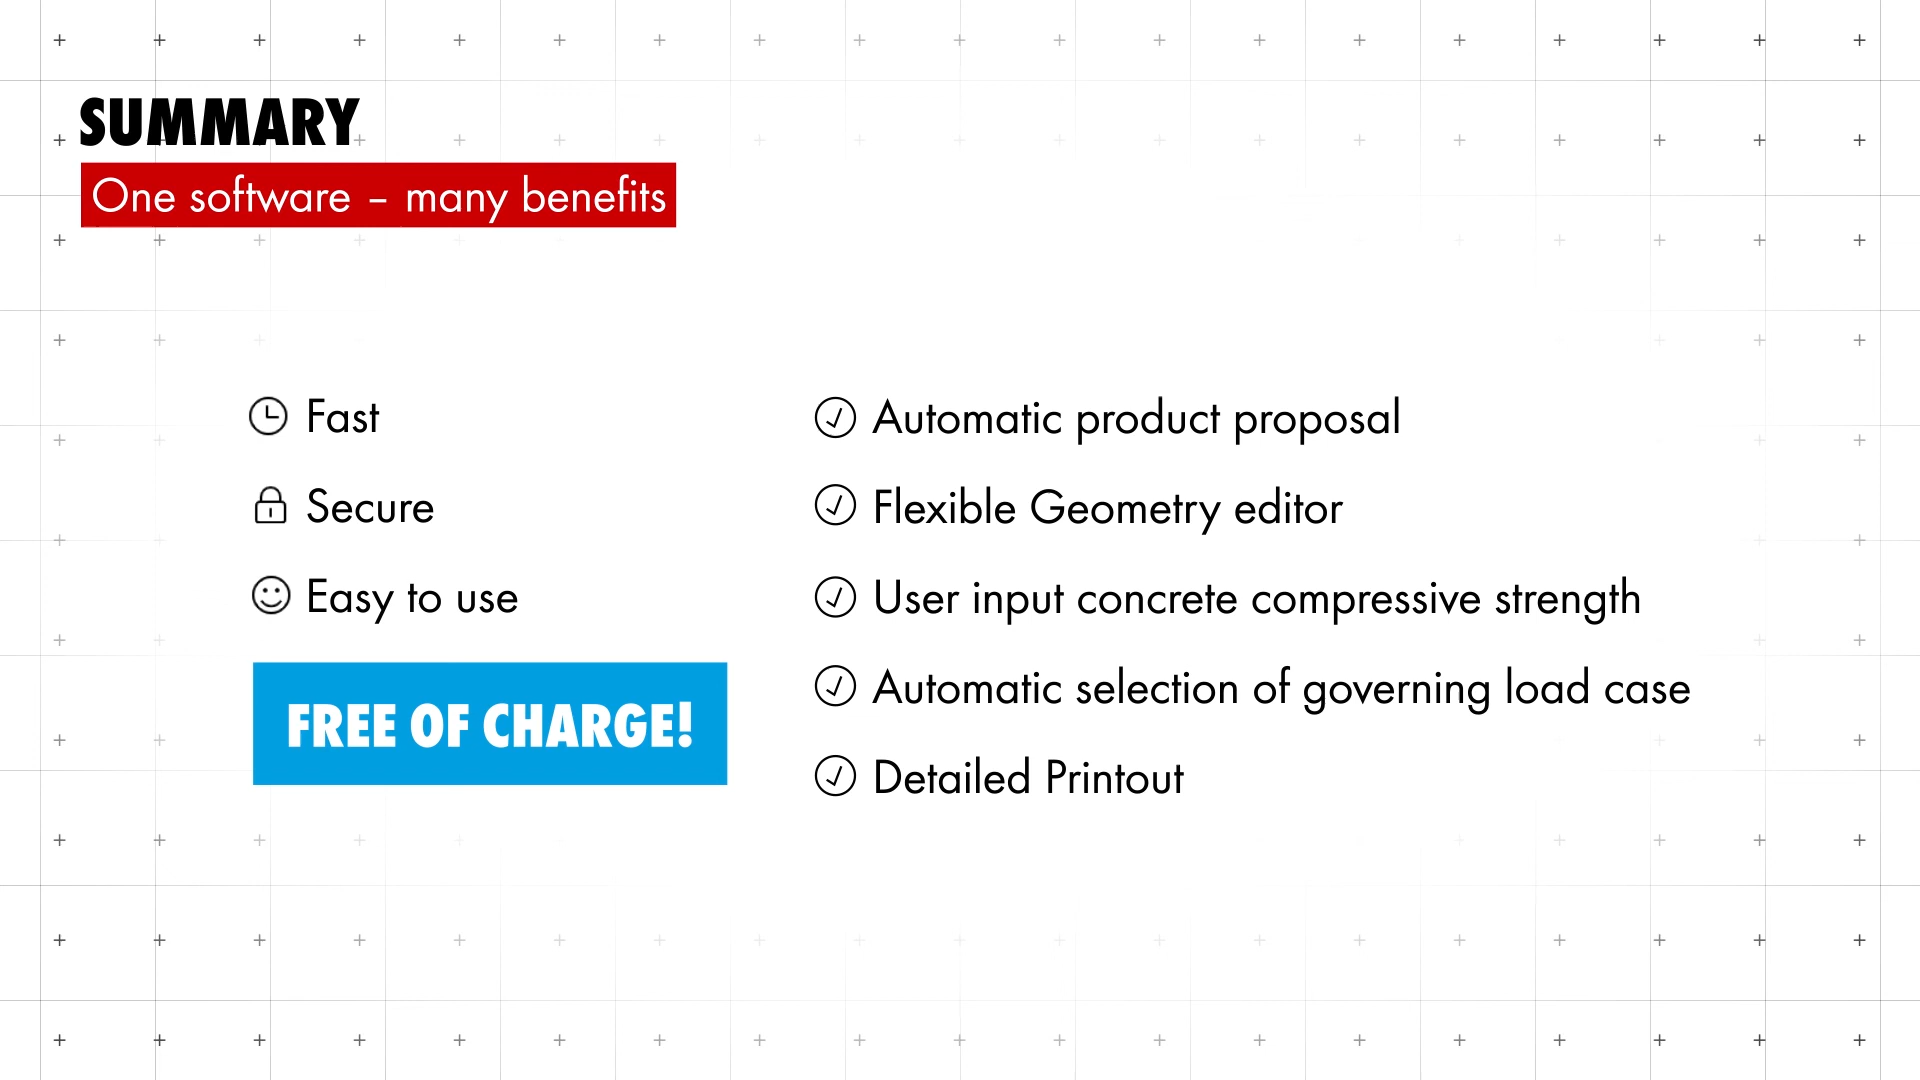 SUMMARY
One software – many benefits
Fast
Secure
Easy to use
FREE OF CHARGE!
Automatic product proposal
Flexible Geometry editor
User input concrete compressive strength
Automatic selection of governing load case
Detailed Printout